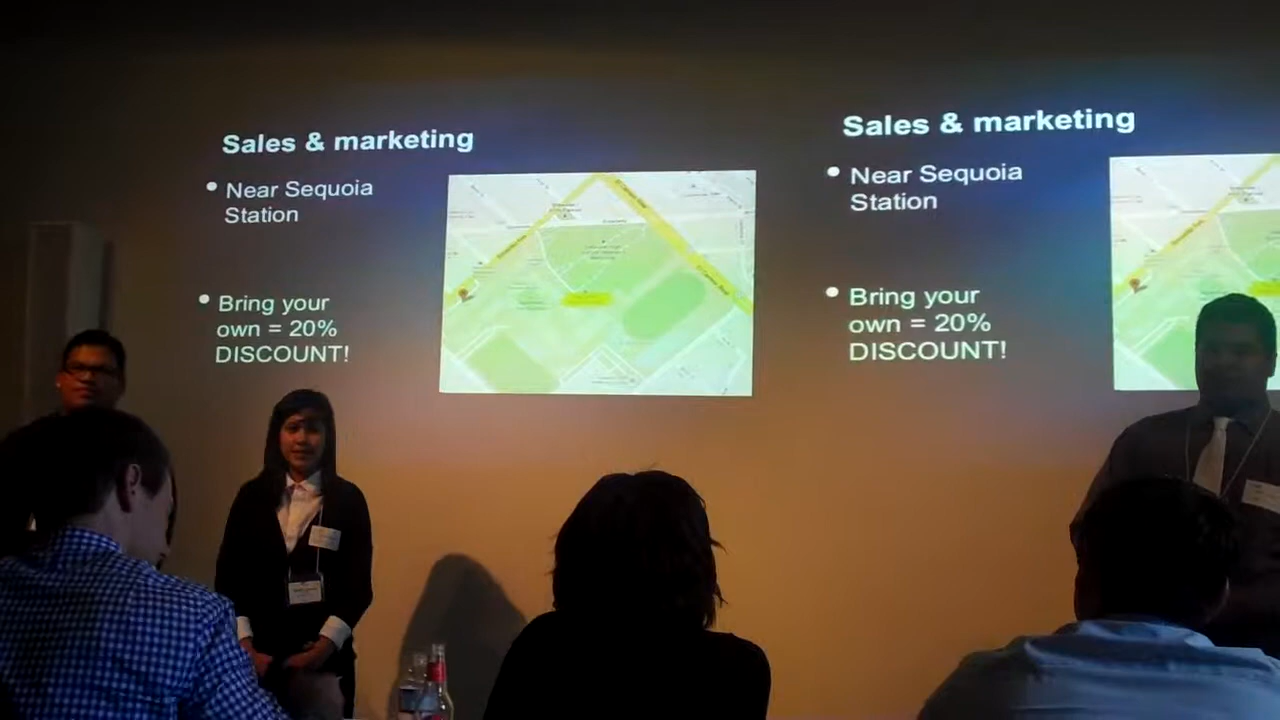 Sales & marketing
• Near Sequoia
Station
• Bring your
own = 20%
DISCOUNT!
Sales & marketing
• Near Sequoia
Station
• Bring your
own = 20%
DISCOUNT!